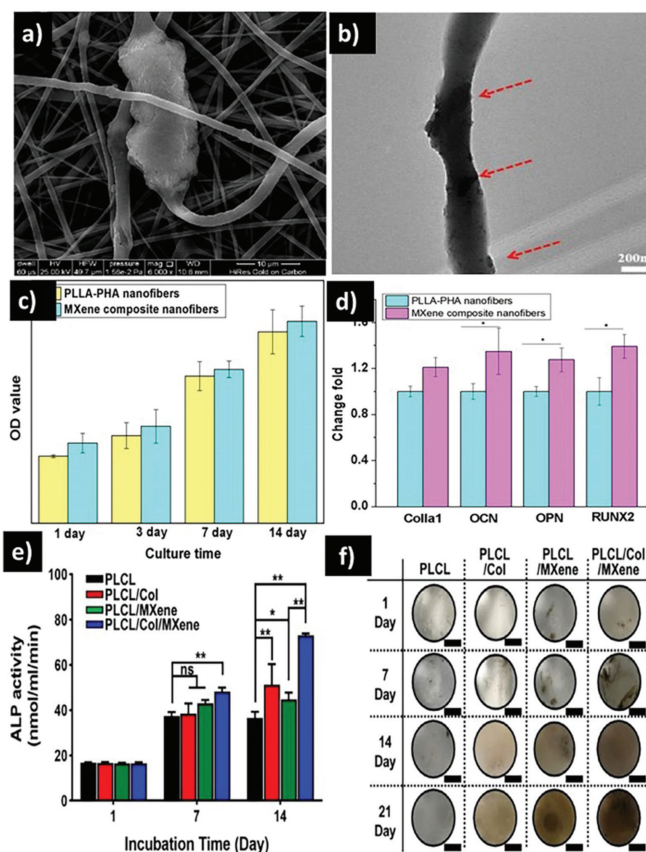 a)
dwell HV HFW pressure mag WD
60 µs 25.00 kV 49.7 µm 1.56e-2 Pa 6 000 x 10.6 mm
10 µm
HiRes Gold on Carbon
b)
200nm
c)
PLLA-PHA nanofibers
MXene composite nanofibers
OD value
1 day 3 day 7 day 14 day
Culture time
d)
PLLA-PHA nanofibers
MXene composite nanofibers
Change fold
1.2
0.8
0.4
0.0
* * *
Colla1 OCN OPN RUNX2
e)
PLCL
PLCL/Col
PLCL/MXene
PLCL/Col/MXene
ALP activity
(nmol/ml/min)
100
80
60
40
20
0
ns
**
**
*
**
**
1 7 14
Incubation Time (Day)
f)
PLCL
PLCL
/Col
PLCL
/MXene
PLCL/Col
/MXene
1
Day
7
Day
14
Day
21
Day